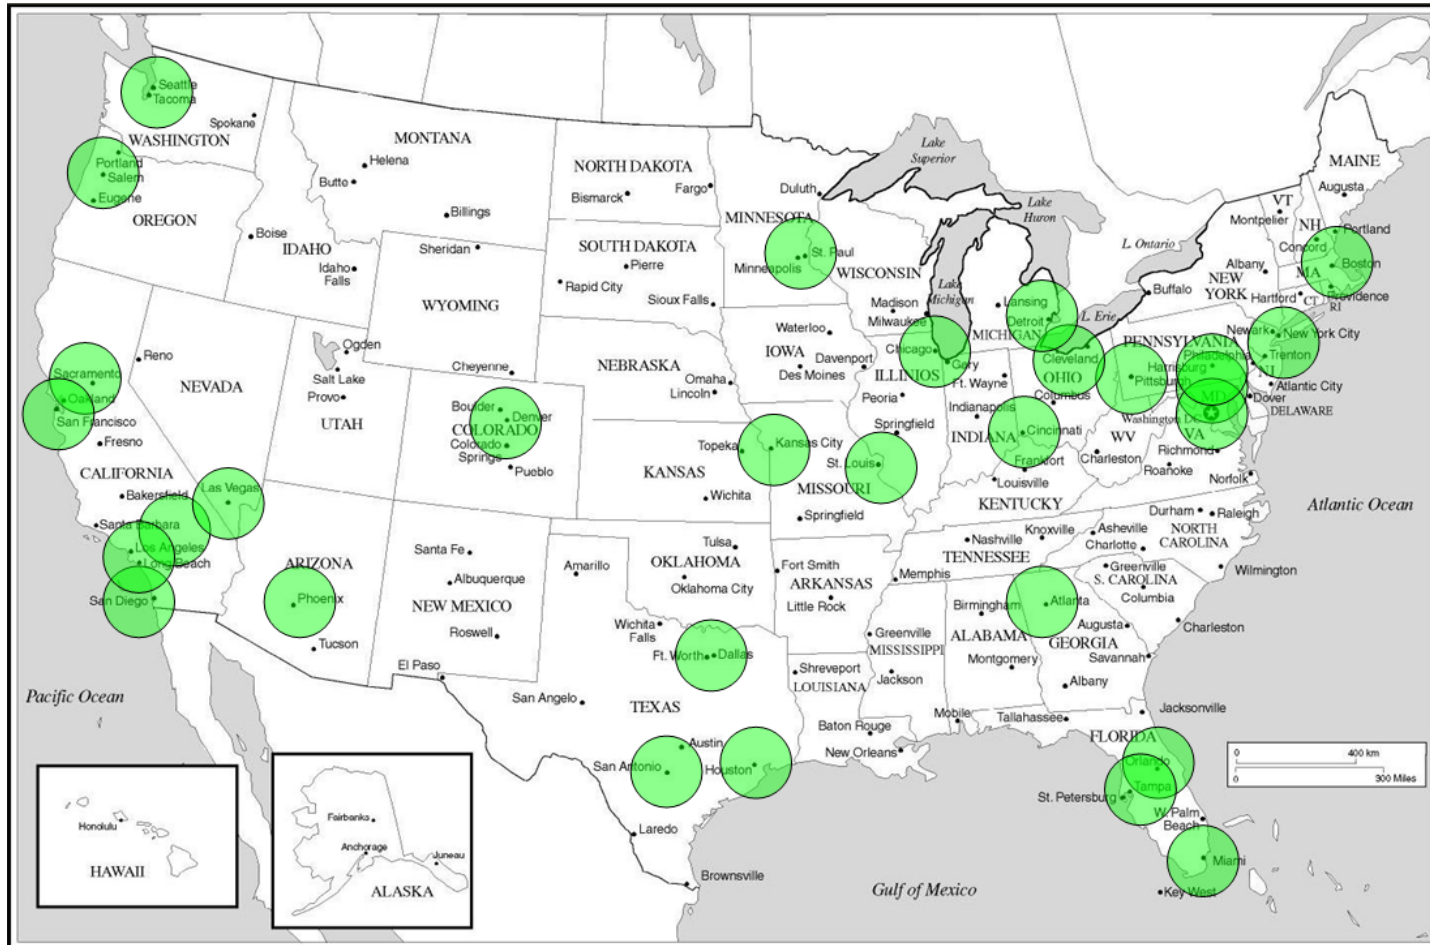 Seattle
Tacoma
Spokane
WASHINGTON
Portland
Salem
Eugene
OREGON
MONTANA
Helena
Butte
Billings
Boise
IDAHO
Idaho
Falls
Sheridan
WYOMING
Cheyenne
NORTH DAKOTA
Bismarck
Fargo
SOUTH DAKOTA
Pierre
Rapid City
Sioux Falls
Duluth
MINNESOTA
St. Paul
Minneapolis
WISCONSIN
Madison
Milwaukee
Lake
Superior
Lake
Michigan
Lake
Huron
L. Ontario
L. Erie
Lansing
Detroit
MICHIGAN
MAINE
Augusta
VT
Montpelier
NH
Portland
Concord
Boston
MA
Albany
NEW
YORK
Buffalo
Hartford
CT
RI
Providence
Newark
New York City
Trenton
NJ
PENNSYLVANIA
Philadelphia
Harrisburg
Pittsburgh
Atlantic City
Dover
DELAWARE
MD
Washington DC
VA
Richmond
Norfolk
Roanoke
WV
Charleston
Cleveland
OHIO
Columbus
Cincinnati
Chicago
Gary
Ft. Wayne
ILLINIOS
Peoria
Springfield
Indianapolis
INDIANA
Frankfort
Louisville
KENTUCKY
Waterloo
IOWA
Davenport
Des Moines
NEBRASKA
Omaha
Lincoln
Topeka
Kansas City
KANSAS
Wichita
St. Louis
MISSOURI
Springfield
Boulder
Denver
COLORADO
Colorado
Springs
Pueblo
Ogden
Salt Lake
Provo
UTAH
Reno
NEVADA
Las Vegas
Sacramento
Oakland
San Francisco
Fresno
CALIFORNIA
Bakersfield
Santa Barbara
Los Angeles
Long Beach
San Diego
ARIZONA
Phoenix
Tucson
Santa Fe
Albuquerque
NEW MEXICO
Roswell
El Paso
Amarillo
Tulsa
OKLAHOMA
Oklahoma City
Wichita
Falls
Ft. Worth
Dallas
TEXAS
San Angelo
Austin
San Antonio
Houston
Laredo
Brownsville
Fort Smith
ARKANSAS
Little Rock
Shreveport
LOUISIANA
Baton Rouge
New Orleans
Greenville
MISSISSIPPI
Jackson
Memphis
Nashville
TENNESSEE
Knoxville
Asheville
Charlotte
Durham
Raleigh
NORTH
CAROLINA
Wilmington
Greenville
S. CAROLINA
Columbia
Charleston
Birmingham
ALABAMA
Montgomery
Mobile
Atlanta
Augusta
GEORGIA
Savannah
Albany
Tallahassee
Jacksonville
FLORIDA
Orlando
Tampa
St. Petersburg
W. Palm
Beach
Miami
Key West
Pacific Ocean
Atlantic Ocean
Gulf of Mexico
0 400 km
0 300 Miles
Honolulu
HAWAII
Fairbanks
Anchorage
Juneau
ALASKA